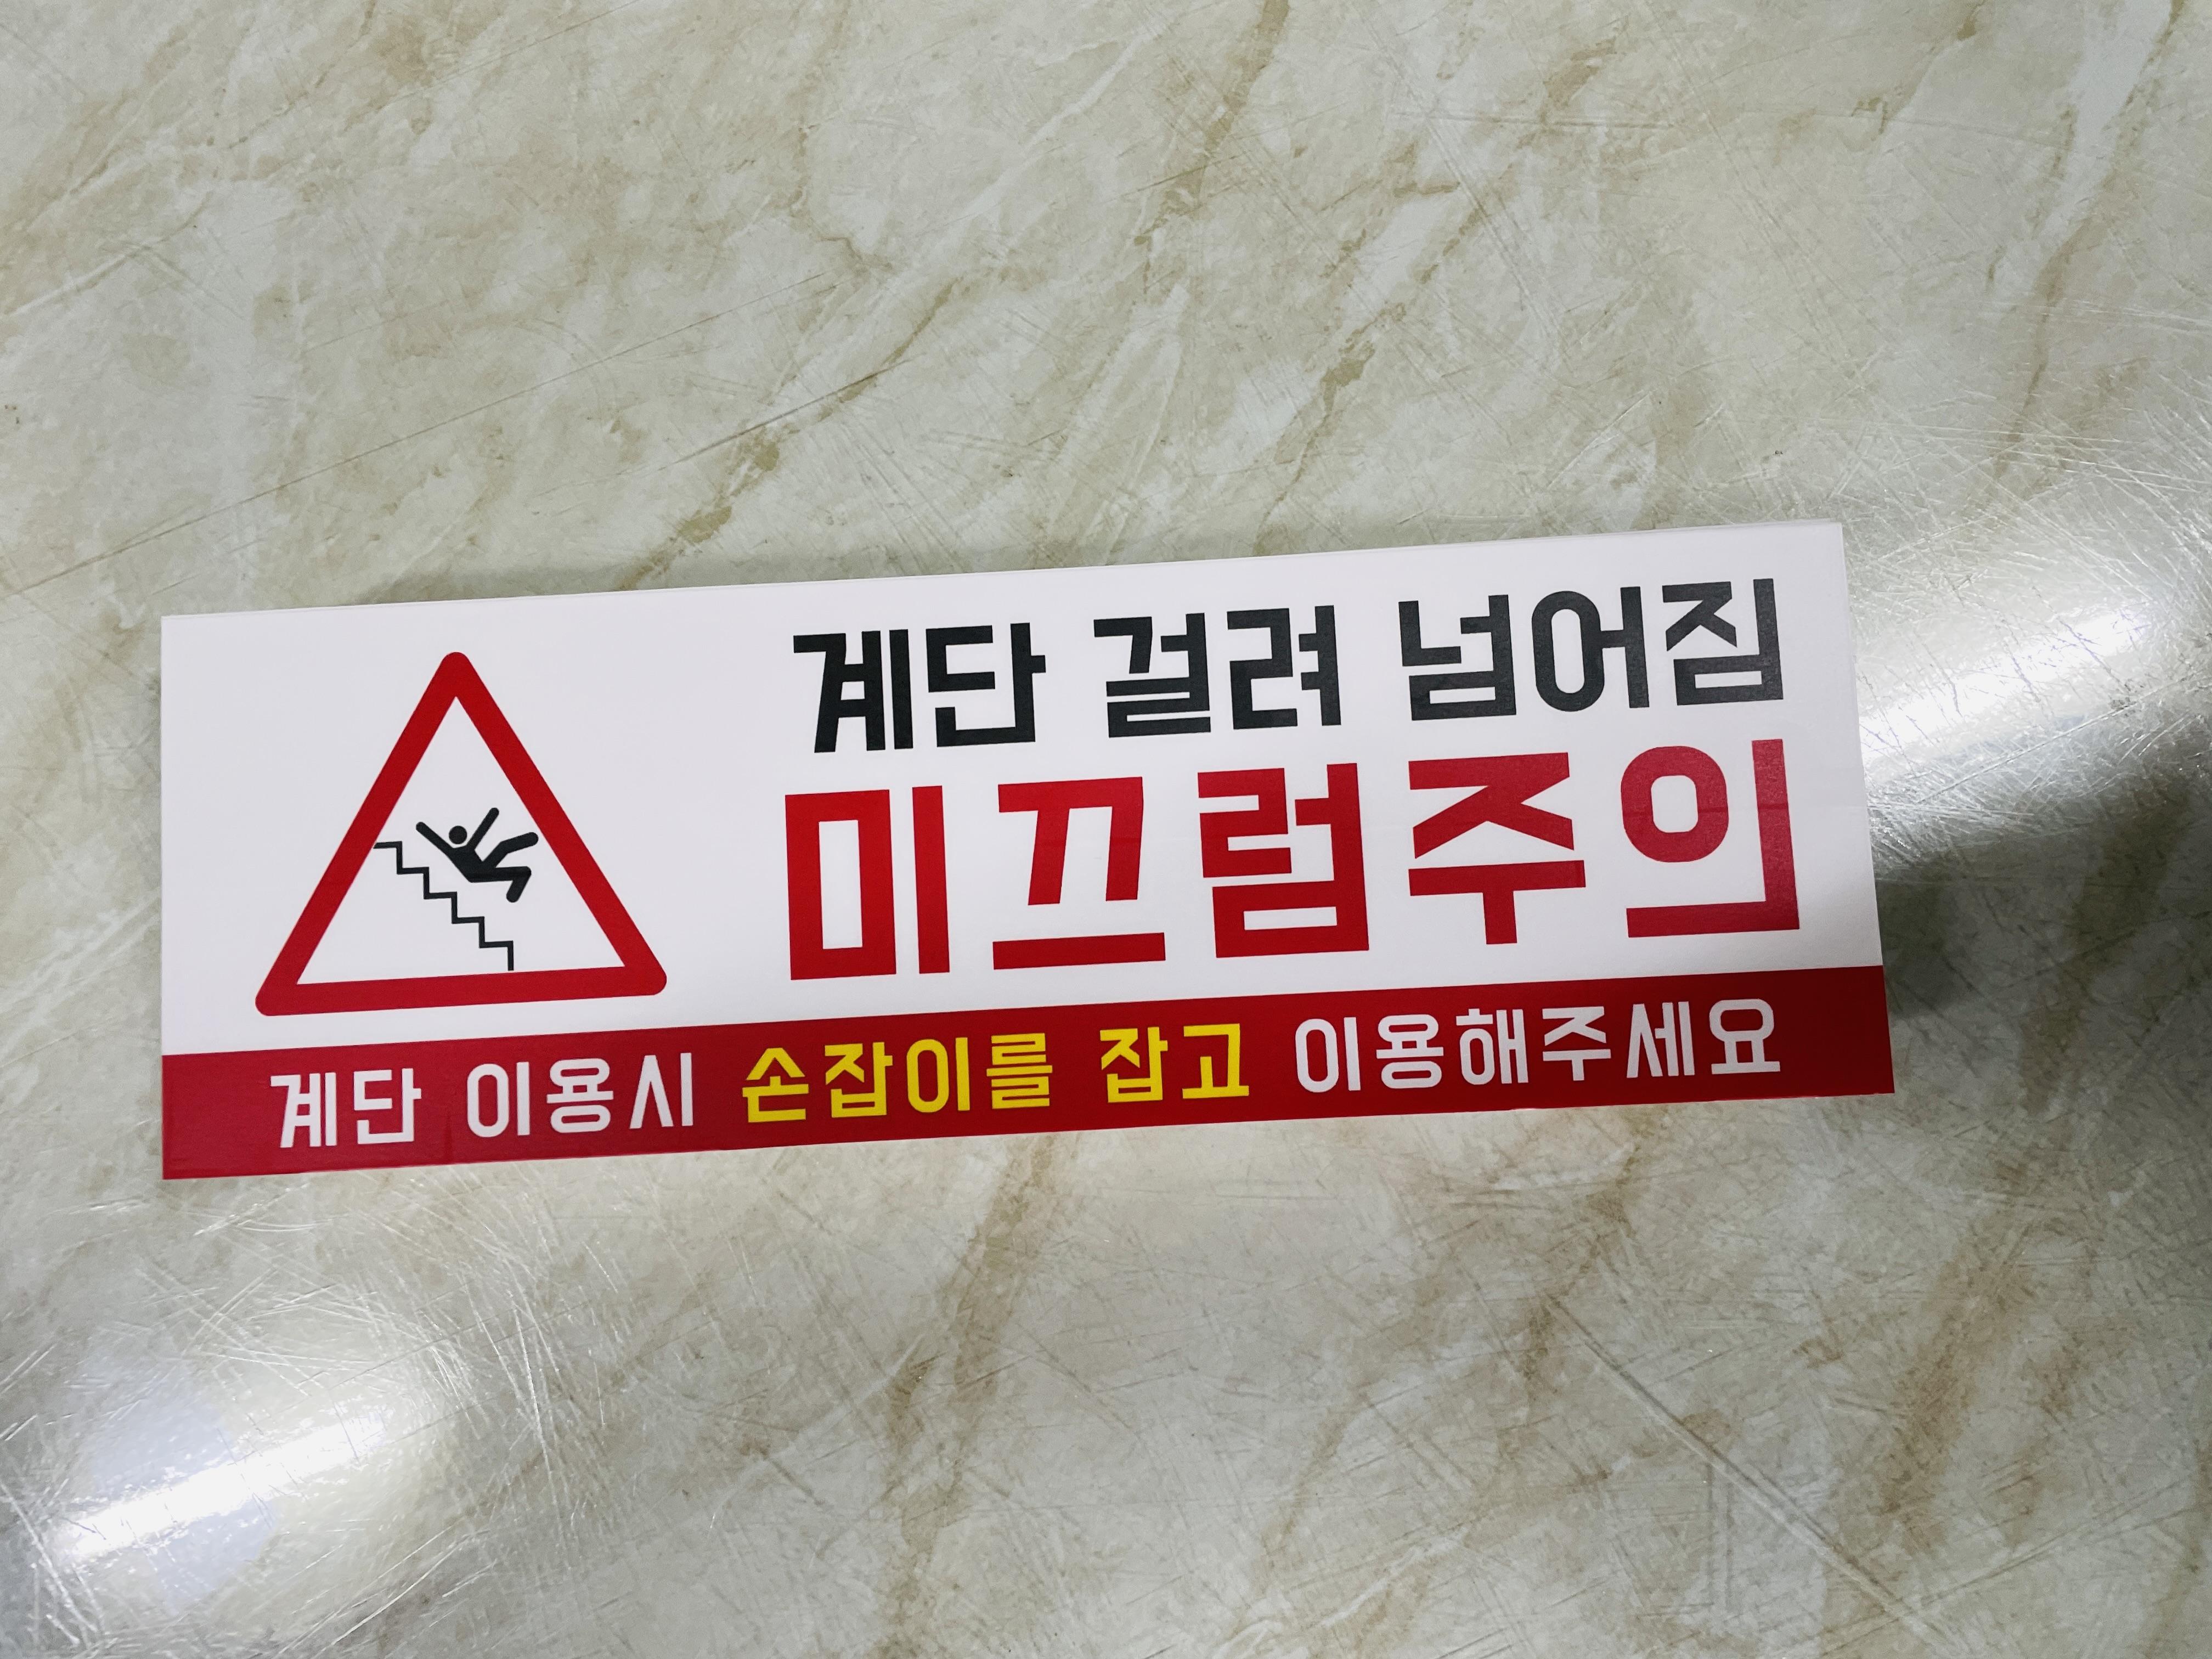 계단 걸려 넘어짐
미끄럼주의
계단 이용시 손잡이를 잡고 이용해주세요